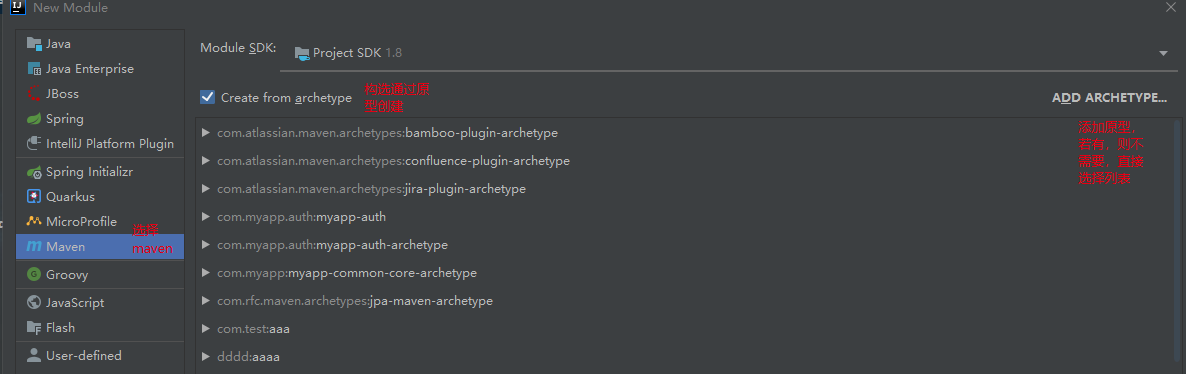 New Module
Java
Java Enterprise
JBoss
Spring
IntelliJ Platform Plugin
Spring Initializr
Quarkus
MicroProfile
Maven
选择
maven
Groovy
JavaScript
Flash
User-defined
Module SDK:
Project SDK 1.8
Create from archetype
构选通过原
型创建
ADD ARCHETYPE...
添加原型，
若有，则不
需要，直接
选择列表
com.atlassian.maven.archetypes:bamboo-plugin-archetype
com.atlassian.maven.archetypes:confluence-plugin-archetype
com.atlassian.maven.archetypes:jira-plugin-archetype
com.myapp.auth:myapp-auth
com.myapp.auth:myapp-auth-archetype
com.myapp:myapp-common-core-archetype
com.rfc.maven.archetypes:jpa-maven-archetype
com.test:aaa
dddd:aaaa